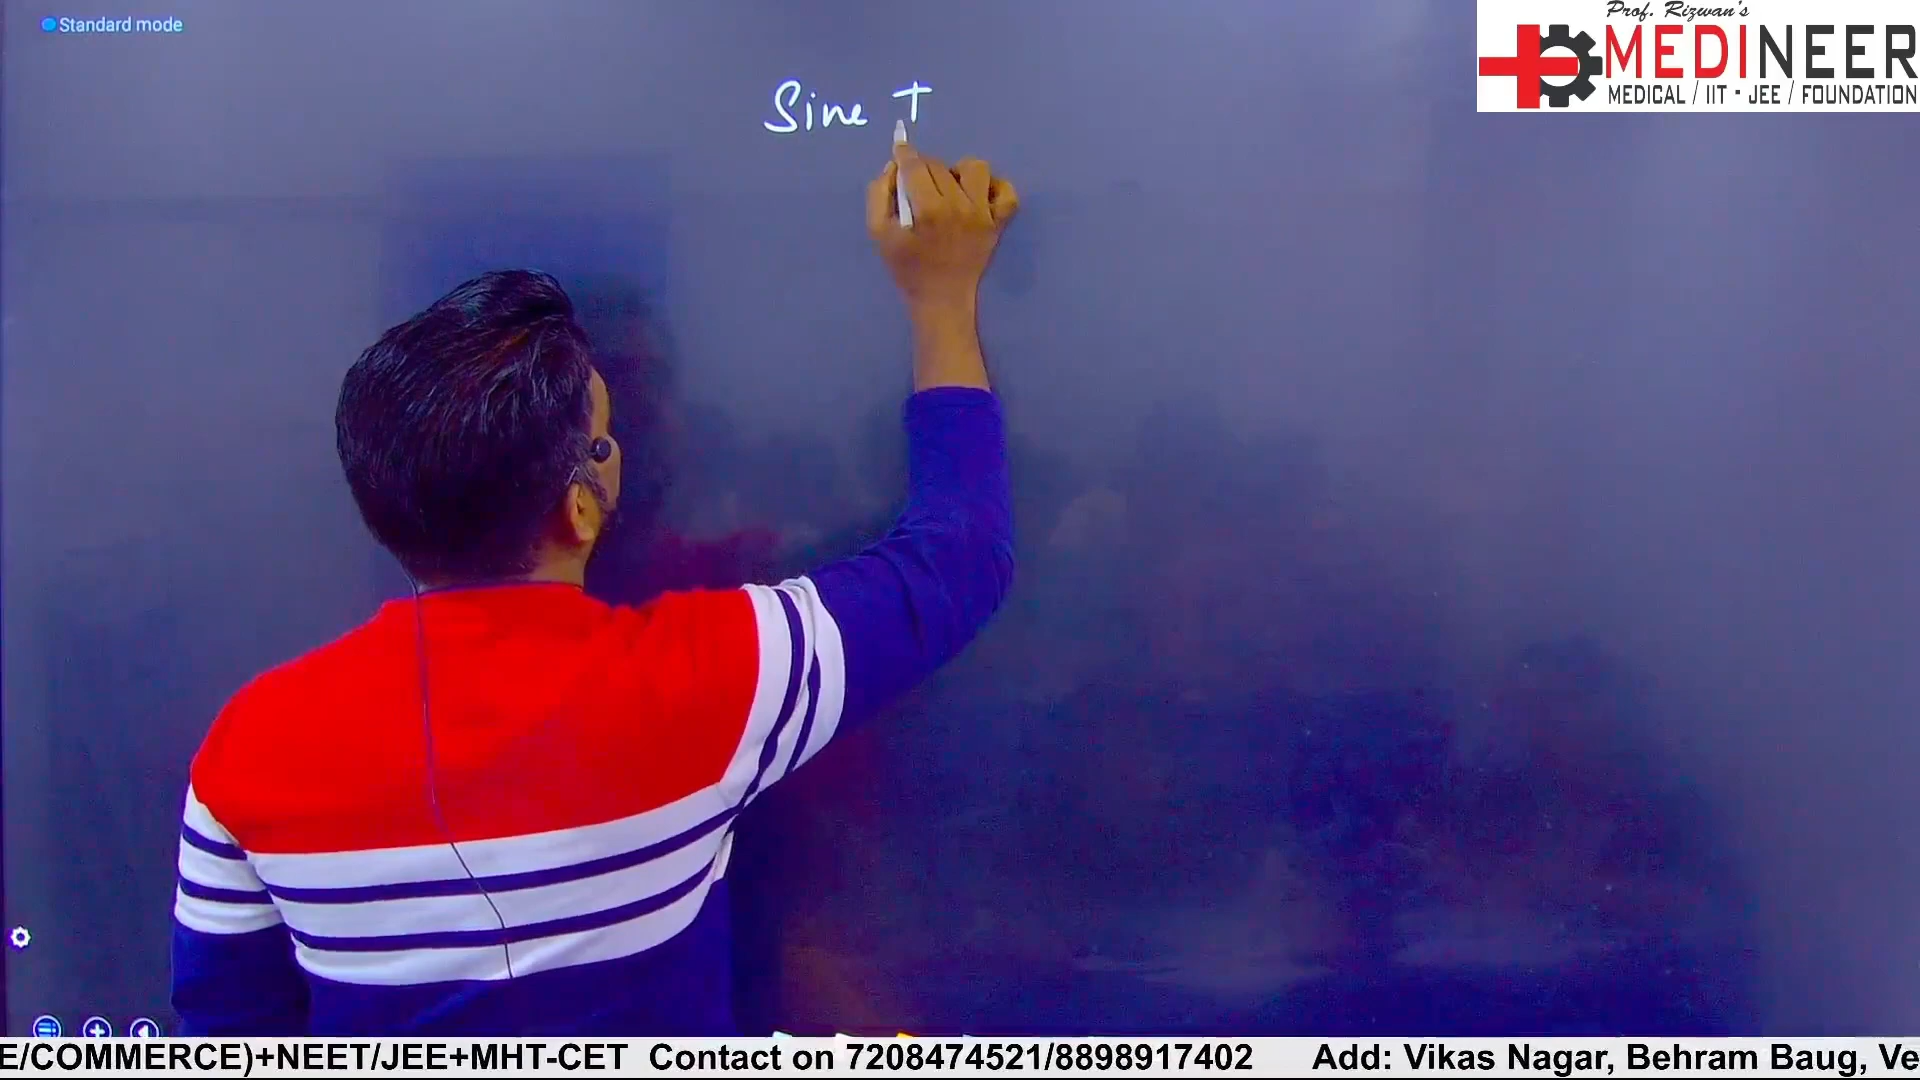 Standard mode
Prof. Rizwan's
MEDINEER
MEDICAL / IIT - JEE / FOUNDATION
Sine T
E/COMMERCE)+NEET/JEE+MHT-CET Contact on 7208474521/8898917402 Add: Vikas Nagar, Behram Baug, Ve